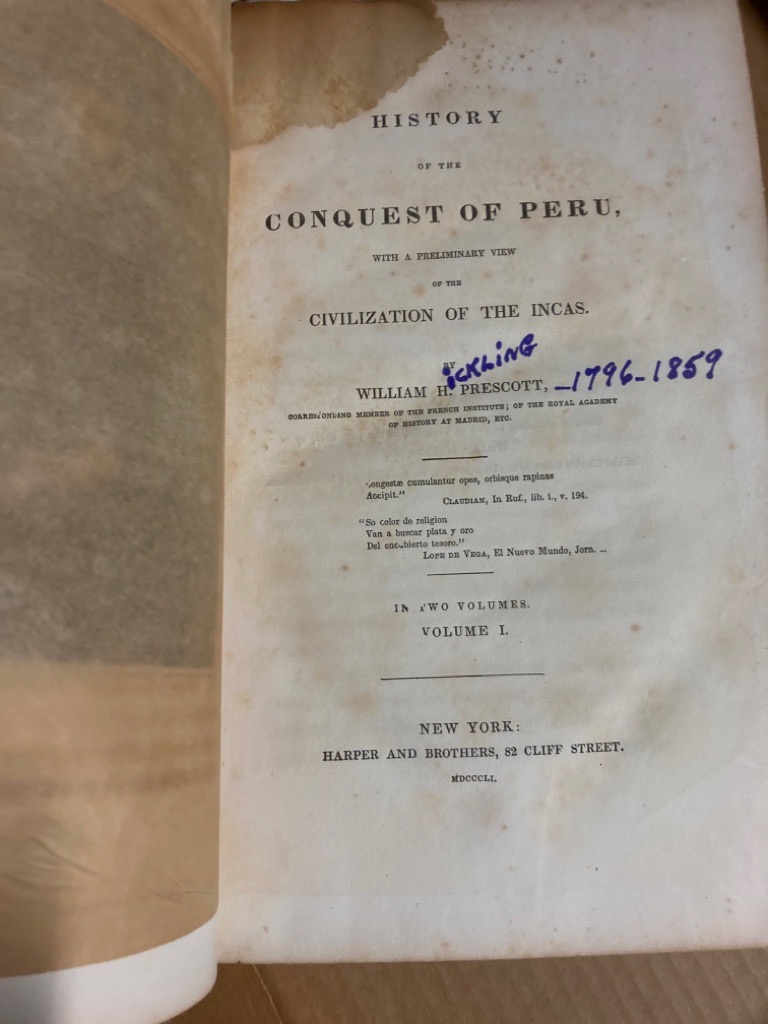 HISTORY
OF THE
CONQUEST OF PERU,
WITH A PRELIMINARY VIEW
OF THE
CIVILIZATION OF THE INCAS.
BY
ICKLING
WILLIAM H. PRESCOTT, -1796-1859
CORRES ONDING MEMBER OF THE FRENCH INSTITUTE; OF THE ROYAL ACADEMY
OF HISTORY AT MADRID, ETC.
ongestæ cumulantur opes, orbisque rapinas
Accipit."
CLAUDIAN, In Ruf., lib. i., v. 194.
"So color de religion
Van a buscar plata y oro
Del encubierto tesoro."
LOPE DE VEGA, El Nuevo Mundo, Jorn.
IN TWO VOLUMES.
VOLUME I.
NEW YORK:
HARPER AND BROTHERS, 82 CLIFF STREET.
MDCCCLI.